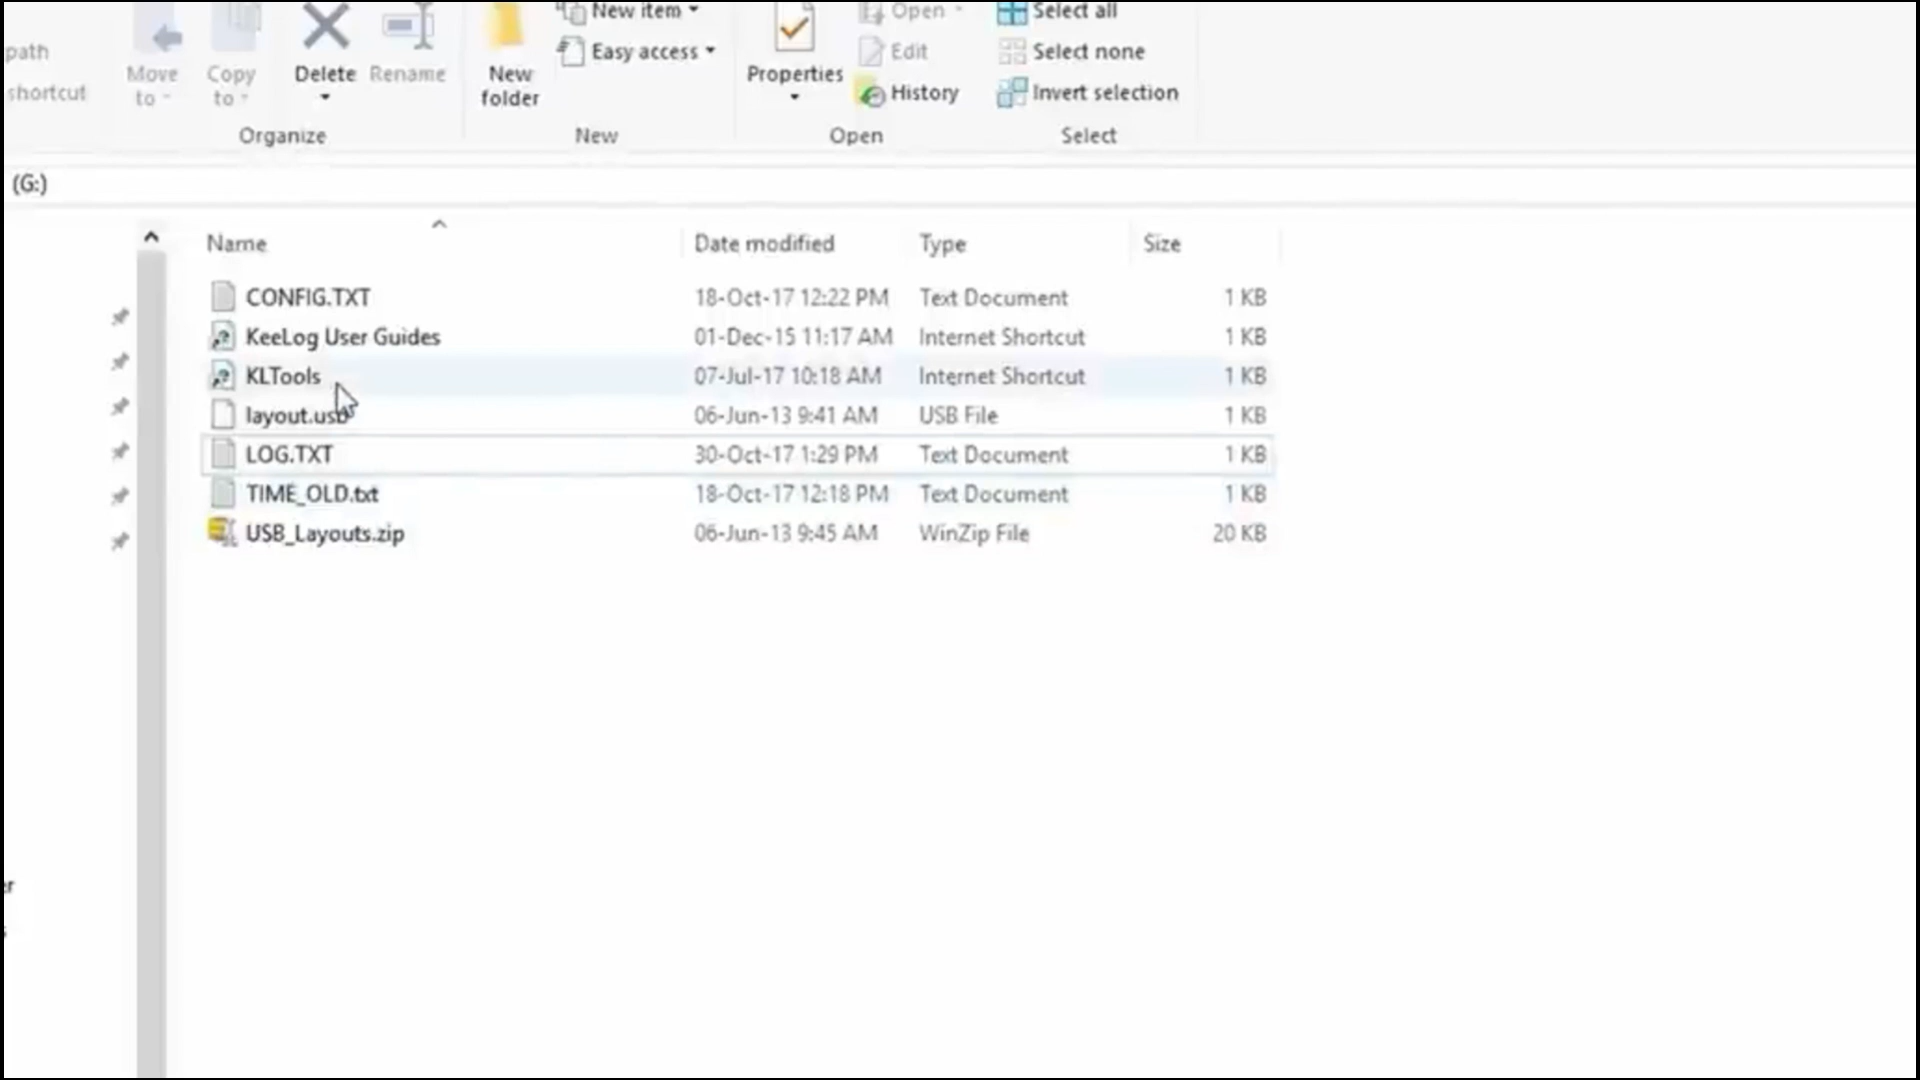 New item
Open
Select all
path
Easy access
Edit
Select none
Move to
Copy to
Delete
Rename
New folder
Properties
shortcut
History
Invert selection
Organize
New
Open
Select
(G:)
Name Date modified Type Size
CONFIG.TXT 18-Oct-17 12:22 PM Text Document 1 KB
KeeLog User Guides 01-Dec-15 11:17 AM Internet Shortcut 1 KB
KLTools 07-Jul-17 10:18 AM Internet Shortcut 1 KB
layout.usb 06-Jun-13 9:41 AM USB File 1 KB
LOG.TXT 30-Oct-17 1:29 PM Text Document 1 KB
TIME_OLD.txt 18-Oct-17 12:18 PM Text Document 1 KB
USB_Layouts.zip 06-Jun-13 9:45 AM WinZip File 20 KB